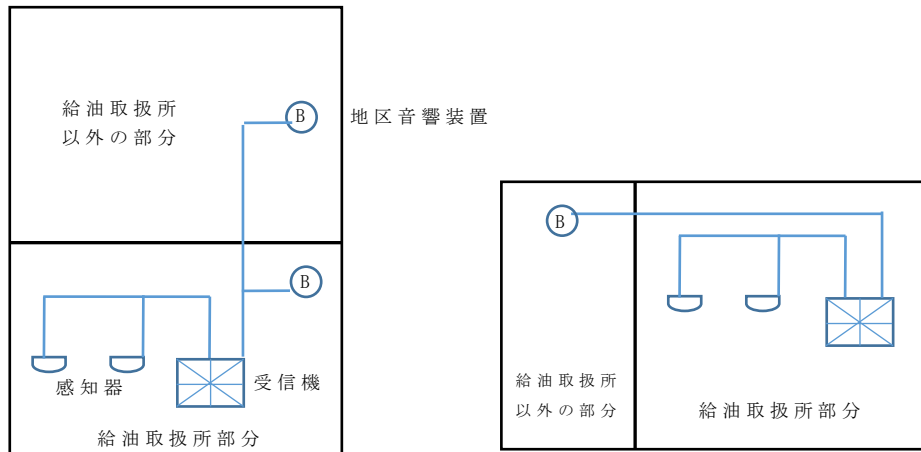 給油取扱所
以外の部分
B
地区音響装置
B
感知器
受信機
給油取扱所部分
B
給油取扱所
以外の部分
給油取扱所部分